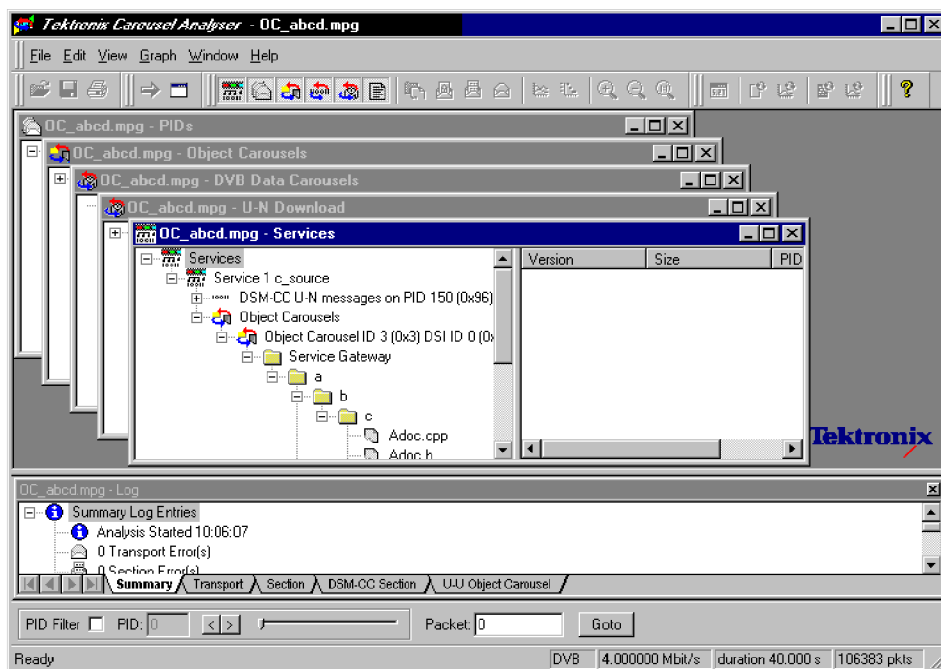 Tektronix Carousel Analyser - OC_abcd.mpg
File Edit View Graph Window Help
OC_abcd.mpg - PIDs
OC_abcd.mpg - Object Carousels
OC_abcd.mpg - DVB Data Carousels
OC_abcd.mpg - U-N Download
OC_abcd.mpg - Services
Services
Version Size PID
Service 1 c_source
DSM-CC U-N messages on PID 150 (0x96)
Object Carousels
Object Carousel ID 3 (0x3) DSI ID 0 (0x
Service Gateway
a
b
c
Adoc.cpp
Adoc.h
Tektronix
OC_abcd.mpg - Log
Summary Log Entries
Analysis Started 10:06:07
0 Transport Error(s)
0 Section Error(s)
Summary Transport Section DSM-CC Section U-U Object Carousel
PID Filter PID: 0 < > Packet: 0 Goto
Ready DVB 4.000000 Mbit/s duration 40.000 s 106383 pkts